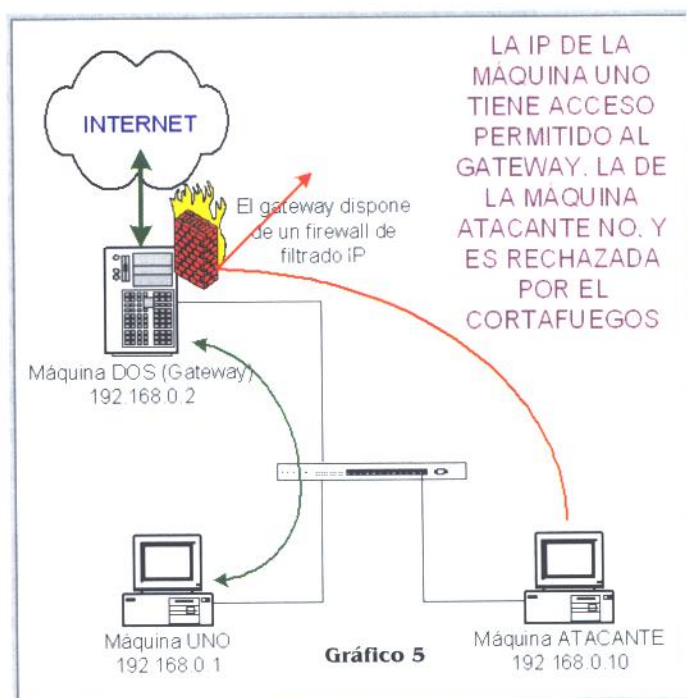 LA IP DE LA
MÁQUINA UNO
TIENE ACCESO
PERMITIDO AL
GATEWAY. LA DE
LA MÁQUINA
ATACANTE NO. Y
ES RECHAZADA
POR EL
CORTAFUEGOS
INTERNET
El gateway dispone
de un firewall de
filtrado IP
Máquina DOS (Gateway)
192.168.0.2
Máquina UNO
192.168.0.1
Gráfico 5
Máquina ATACANTE
192.168.0.10